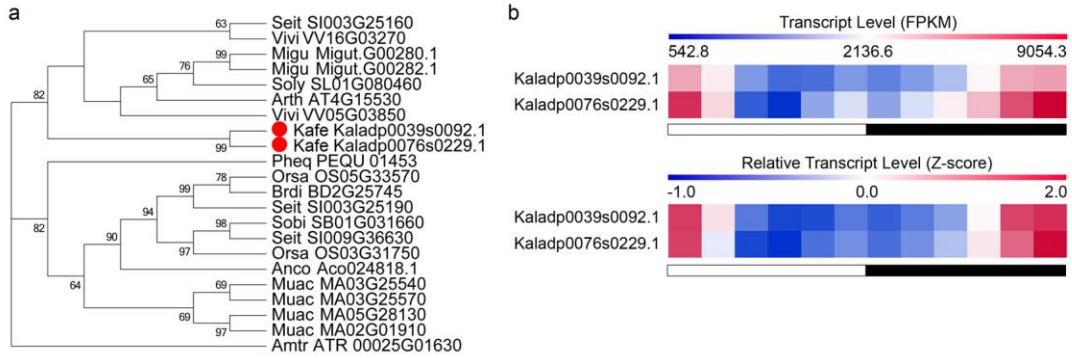 a
63
Seit SI003G25160
Vivi VV16G03270
99
Migu Migut.G00280.1
76
Migu Migut.G00282.1
65
Soly SL01G080460
82
Arth AT4G15530
Vivi VV05G03850
Kafe Kaladp0039s0092.1
99
Kafe Kaladp0076s0229.1
Pheq PEQU 01453
78
Orsa OS05G33570
99
Brdi BD2G25745
94
Seit SI003G25190
82
98
Sobi SB01G031660
90
Seit SI009G36630
97
Orsa OS03G31750
64
Anco Aco024818.1
69
Muac MA03G25540
Muac MA03G25570
69
Muac MA05G28130
97
Muac MA02G01910
Amtr ATR 00025G01630
b
Transcript Level (FPKM)
542.8 2136.6 9054.3
Kaladp0039s0092.1
Kaladp0076s0229.1
Relative Transcript Level (Z-score)
-1.0 0.0 2.0
Kaladp0039s0092.1
Kaladp0076s0229.1